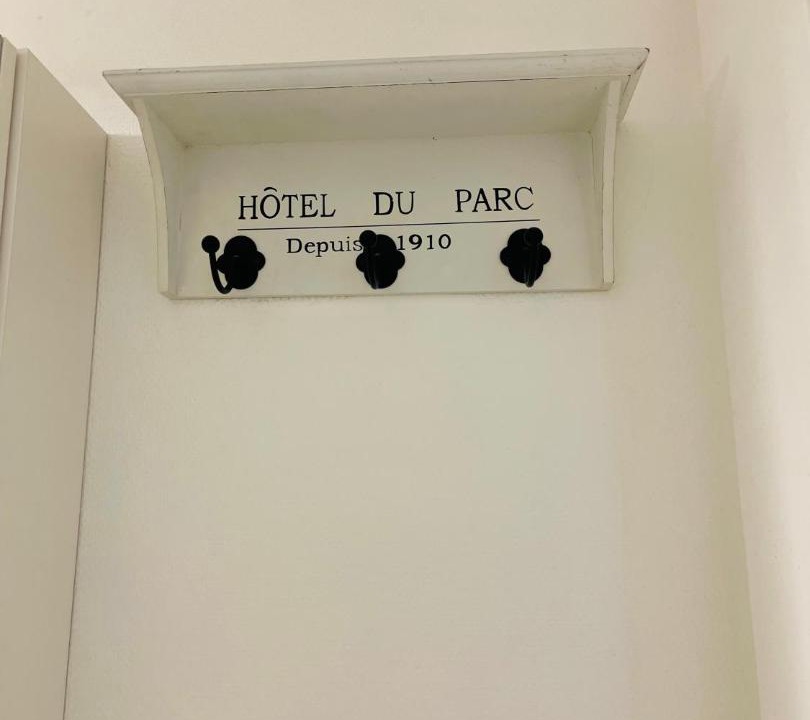 HÔTEL DU PARC
Depuis 1910